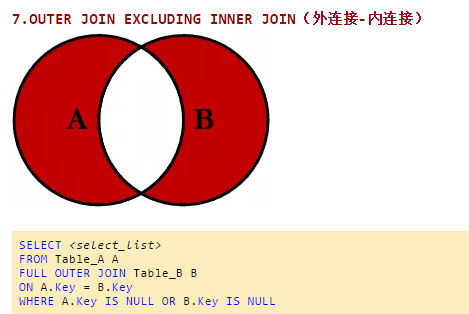 7.OUTER JOIN EXCLUDING INNER JOIN（外连接-内连接）
A B
SELECT <select_list>
FROM Table_A A
FULL OUTER JOIN Table_B B
ON A.Key = B.Key
WHERE A.Key IS NULL OR B.Key IS NULL